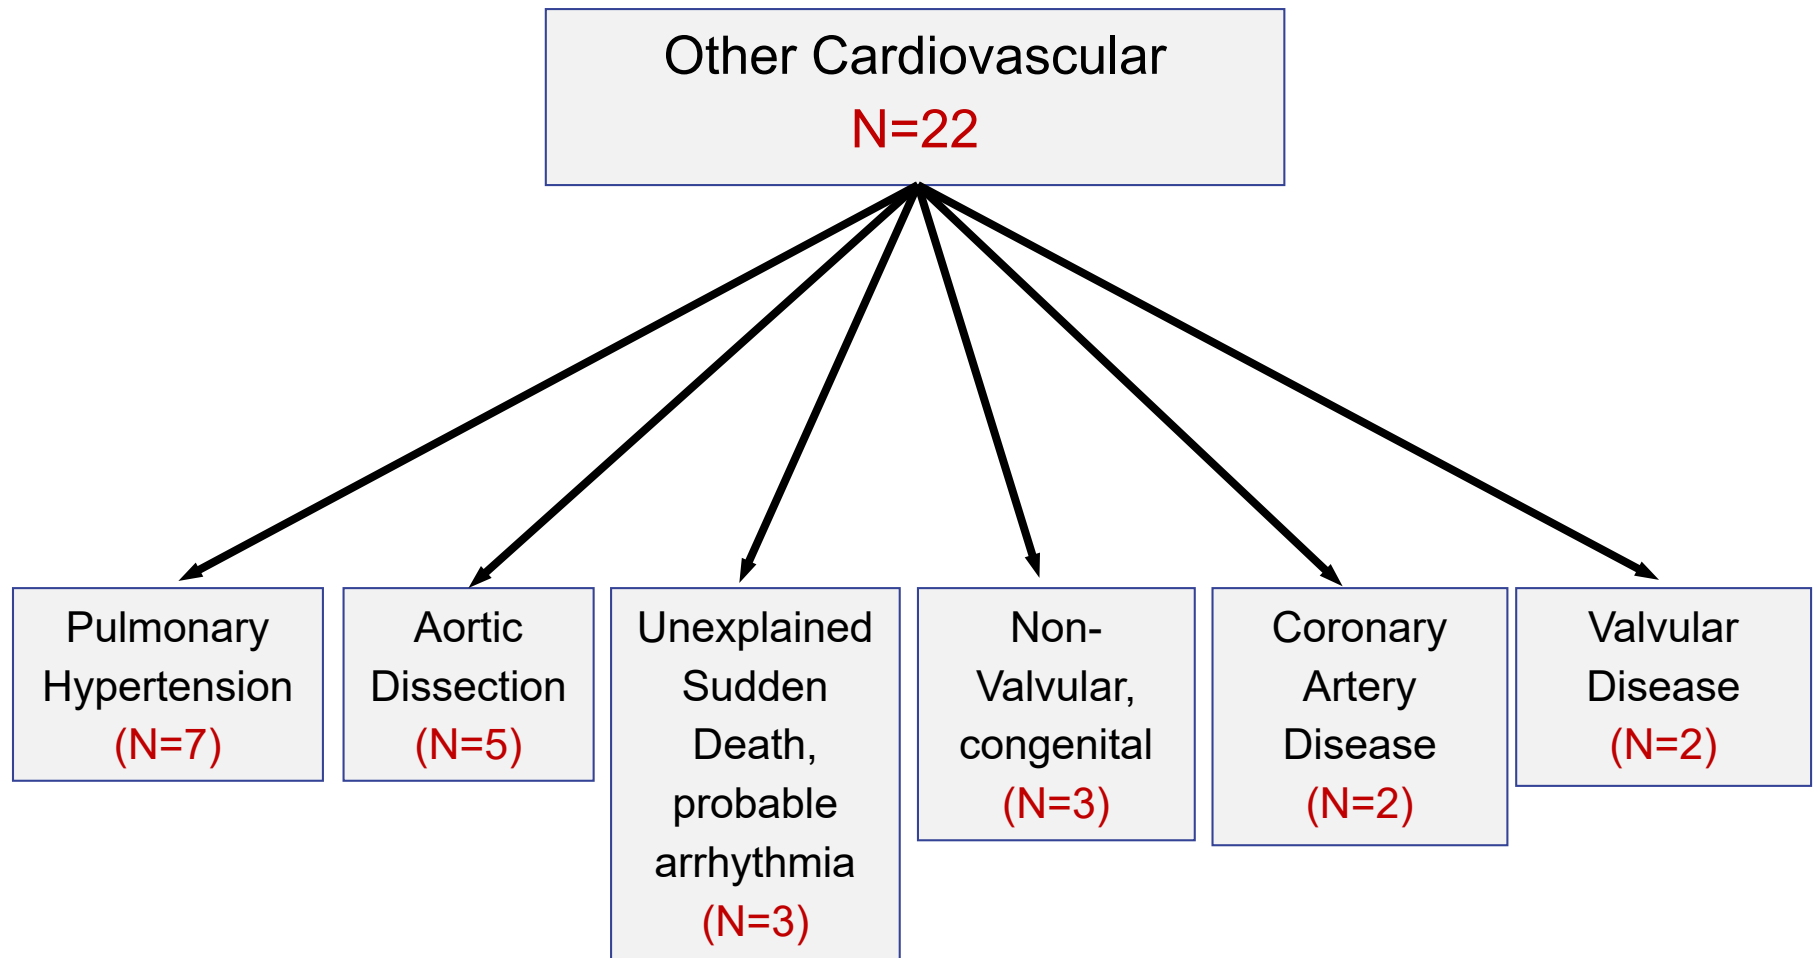 Other Cardiovascular
N=22
Pulmonary
Hypertension
(N=7)
Aortic
Dissection
(N=5)
Unexplained
Sudden
Death,
probable
arrhythmia
(N=3)
Non-
Valvular,
congenital
(N=3)
Coronary
Artery
Disease
(N=2)
Valvular
Disease
(N=2)